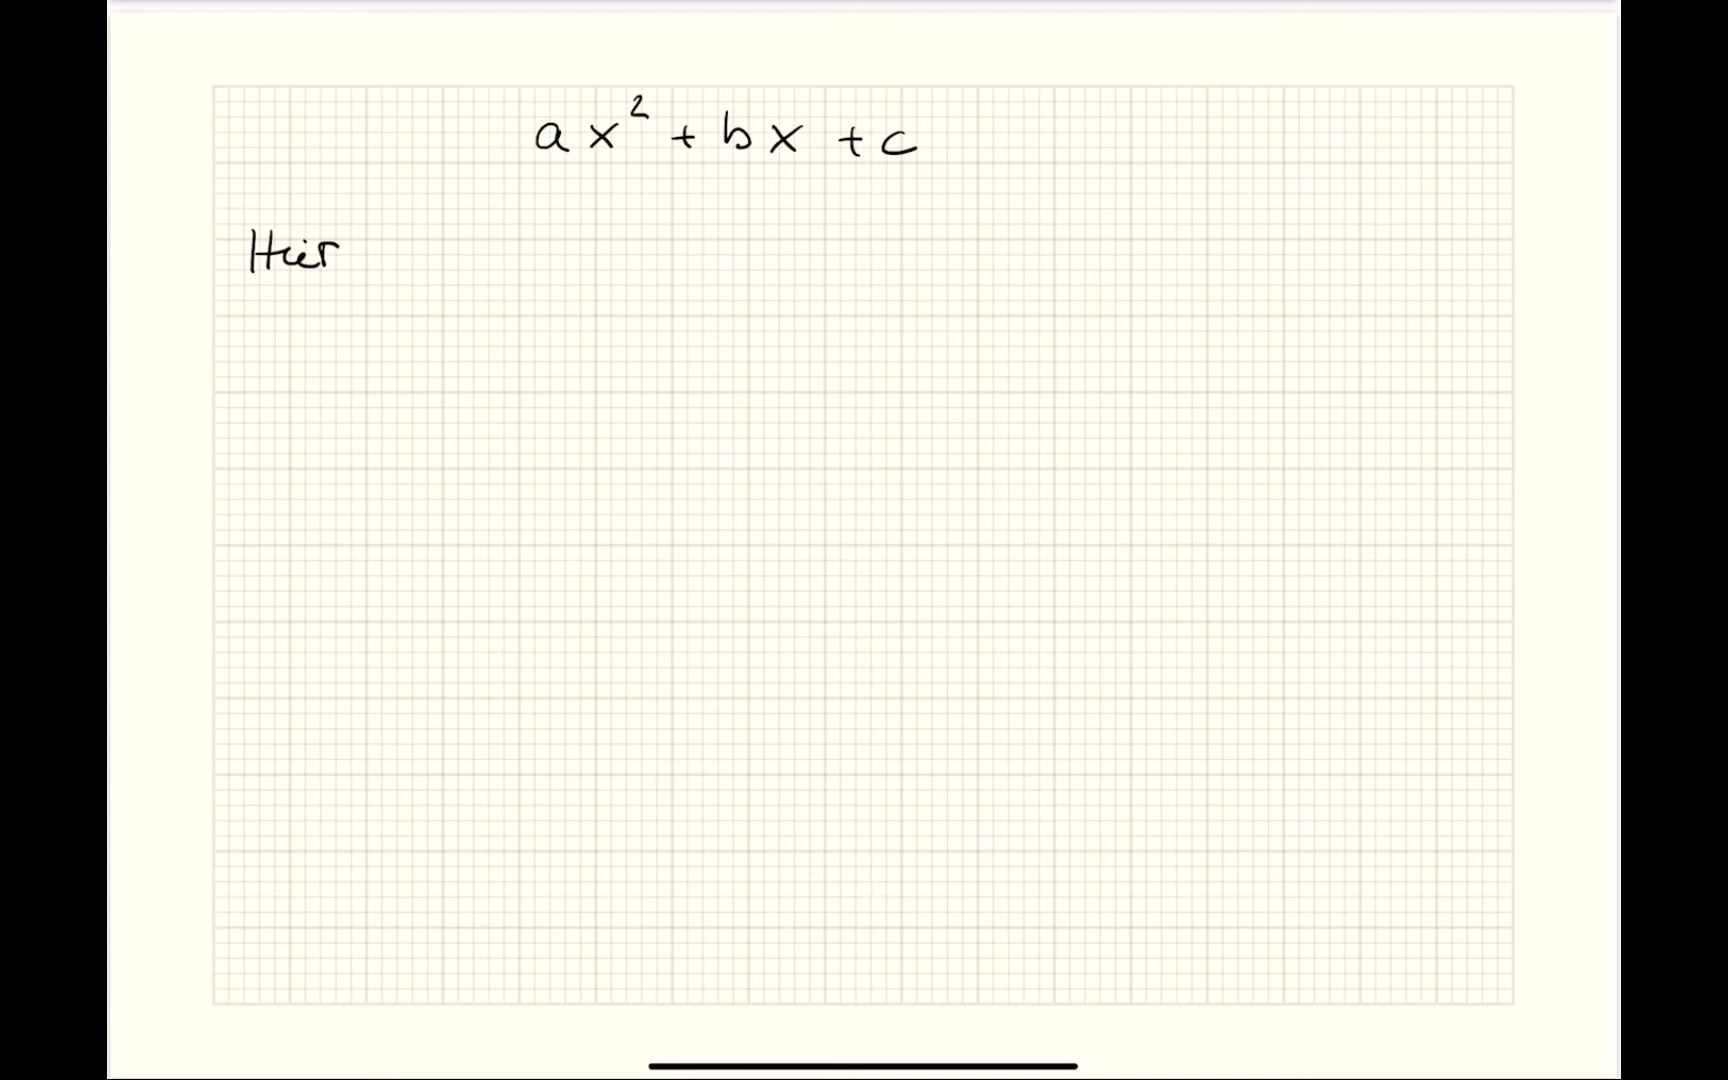 ax² + bx + c
Hier